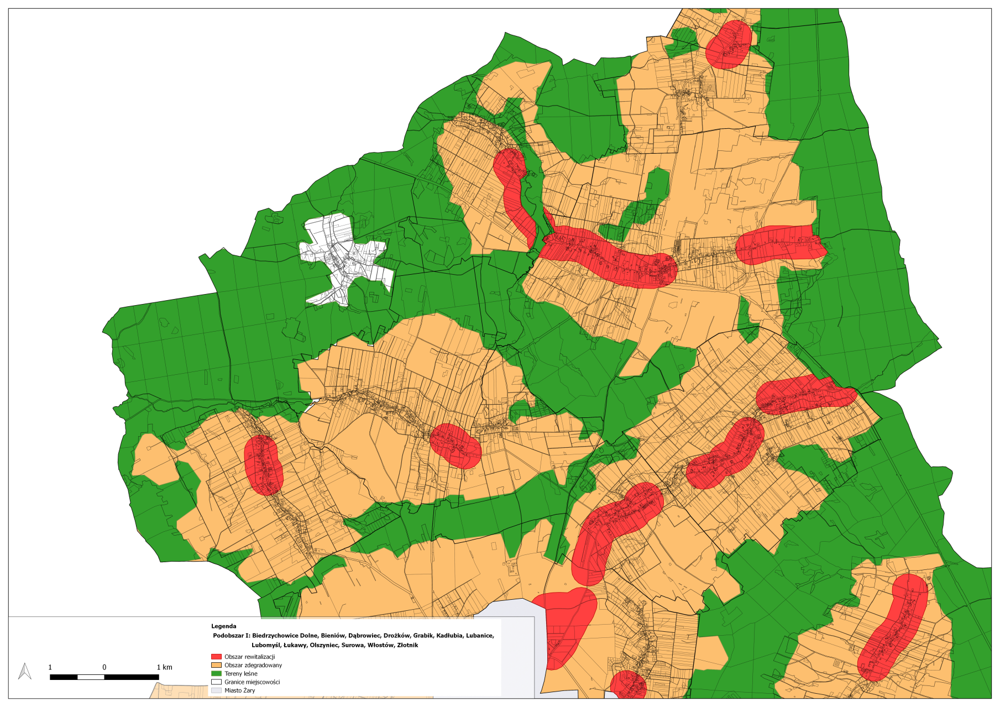 Legenda
Podobszar I: Biedrzychowice Dolne, Bieniów, Dąbrowiec, Drożków, Grabik, Kadłubia, Lubanice,
Lubomyśl, Łukawy, Olszyniec, Surowa, Włostów, Złotnik
Obszar rewitalizacji
Obszar zdegradowany
Tereny leśne
Granice miejscowości
Miasto Żary
1 0 1 km